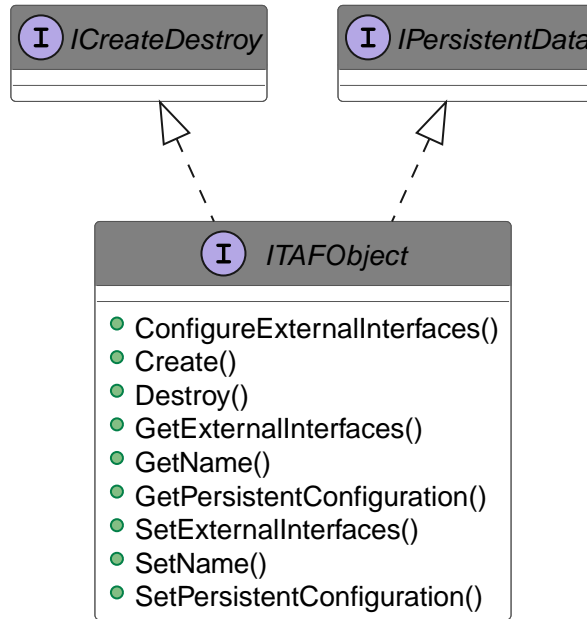 I ICreateDestroy
I IPersistentData
I ITAFObject
ConfigureExternalInterfaces()
Create()
Destroy()
GetExternalInterfaces()
GetName()
GetPersistentConfiguration()
SetExternalInterfaces()
SetName()
SetPersistentConfiguration()